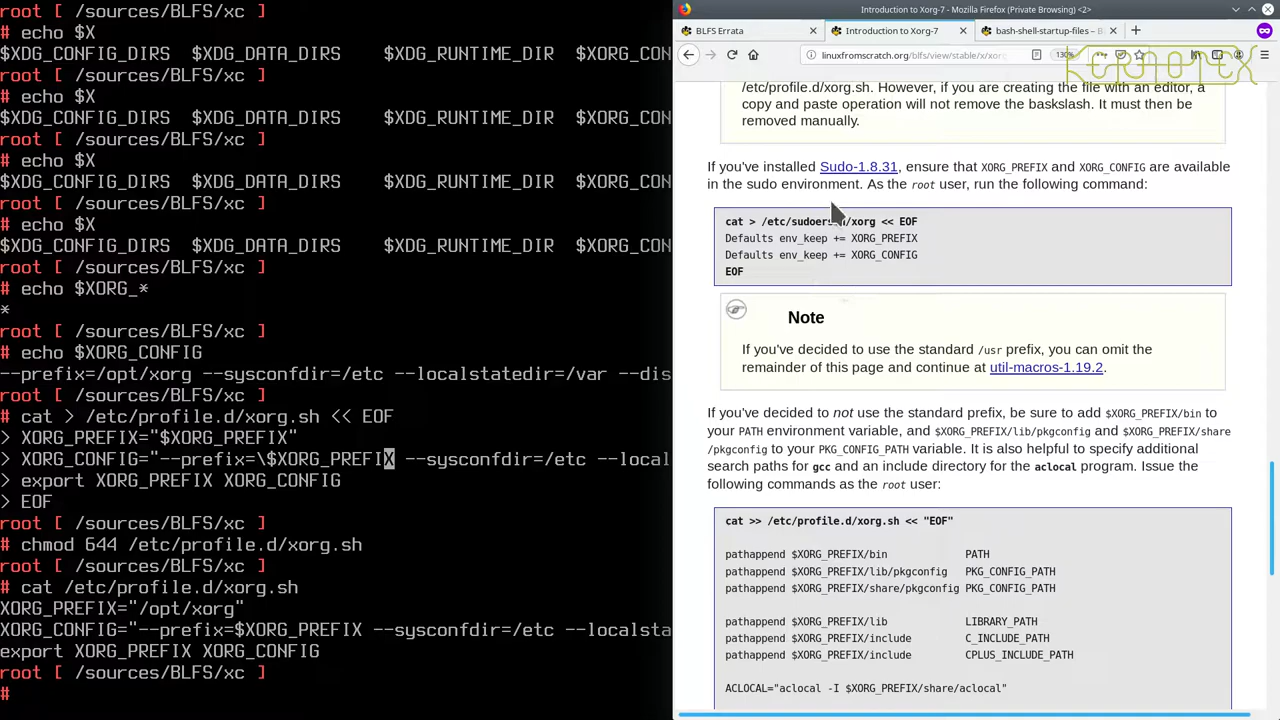 root [ /sources/BLFS/xc ]
# echo $X
$XDG_CONFIG_DIRS  $XDG_DATA_DIRS  $XDG_RUNTIME_DIR  $XORG_CON
root [ /sources/BLFS/xc ]
# echo $X
$XDG_CONFIG_DIRS  $XDG_DATA_DIRS  $XDG_RUNTIME_DIR  $XORG_CON
root [ /sources/BLFS/xc ]
# echo $X
$XDG_CONFIG_DIRS  $XDG_DATA_DIRS  $XDG_RUNTIME_DIR  $XORG_CON
root [ /sources/BLFS/xc ]
# echo $X
$XDG_CONFIG_DIRS  $XDG_DATA_DIRS  $XDG_RUNTIME_DIR  $XORG_CON
root [ /sources/BLFS/xc ]
# echo $XORG_*
*
root [ /sources/BLFS/xc ]
# echo $XORG_CONFIG
--prefix=/opt/xorg --sysconfdir=/etc --localstatedir=/var --dis
root [ /sources/BLFS/xc ]
# cat > /etc/profile.d/xorg.sh << EOF
> XORG_PREFIX="$XORG_PREFIX"
> XORG_CONFIG="--prefix=\$XORG_PREFIX --sysconfdir=/etc --local
> export XORG_PREFIX XORG_CONFIG
> EOF
root [ /sources/BLFS/xc ]
# chmod 644 /etc/profile.d/xorg.sh
root [ /sources/BLFS/xc ]
# cat /etc/profile.d/xorg.sh
XORG_PREFIX="/opt/xorg"
XORG_CONFIG="--prefix=$XORG_PREFIX --sysconfdir=/etc --localsta
export XORG_PREFIX XORG_CONFIG
root [ /sources/BLFS/xc ]
#
Introduction to Xorg-7 - Mozilla Firefox (Private Browsing) <2>
BLFS Errata
Introduction to Xorg-7
bash-shell-startup-files – B
linuxfromscratch.org/blfs/view/stable/x/xorg
130%
KERNOTEX
/etc/profile.d/xorg.sh. However, if you are creating the file with an editor, a
copy and paste operation will not remove the bakslash. It must then be
removed manually.
If you've installed Sudo-1.8.31, ensure that XORG_PREFIX and XORG_CONFIG are available
in the sudo environment. As the root user, run the following command:
cat > /etc/sudoers /xorg << EOF
Defaults env_keep += XORG_PREFIX
Defaults env_keep += XORG_CONFIG
EOF
Note
If you've decided to use the standard /usr prefix, you can omit the
remainder of this page and continue at util-macros-1.19.2.
If you've decided to not use the standard prefix, be sure to add $XORG_PREFIX/bin to
your PATH environment variable, and $XORG_PREFIX/lib/pkgconfig and $XORG_PREFIX/share
/pkgconfig to your PKG_CONFIG_PATH variable. It is also helpful to specify additional
search paths for gcc and an include directory for the aclocal program. Issue the
following commands as the root user:
cat >> /etc/profile.d/xorg.sh << "EOF"
pathappend $XORG_PREFIX/bin PATH
pathappend $XORG_PREFIX/lib/pkgconfig PKG_CONFIG_PATH
pathappend $XORG_PREFIX/share/pkgconfig PKG_CONFIG_PATH
pathappend $XORG_PREFIX/lib LIBRARY_PATH
pathappend $XORG_PREFIX/include C_INCLUDE_PATH
pathappend $XORG_PREFIX/include CPLUS_INCLUDE_PATH
ACLOCAL="aclocal -I $XORG_PREFIX/share/aclocal"